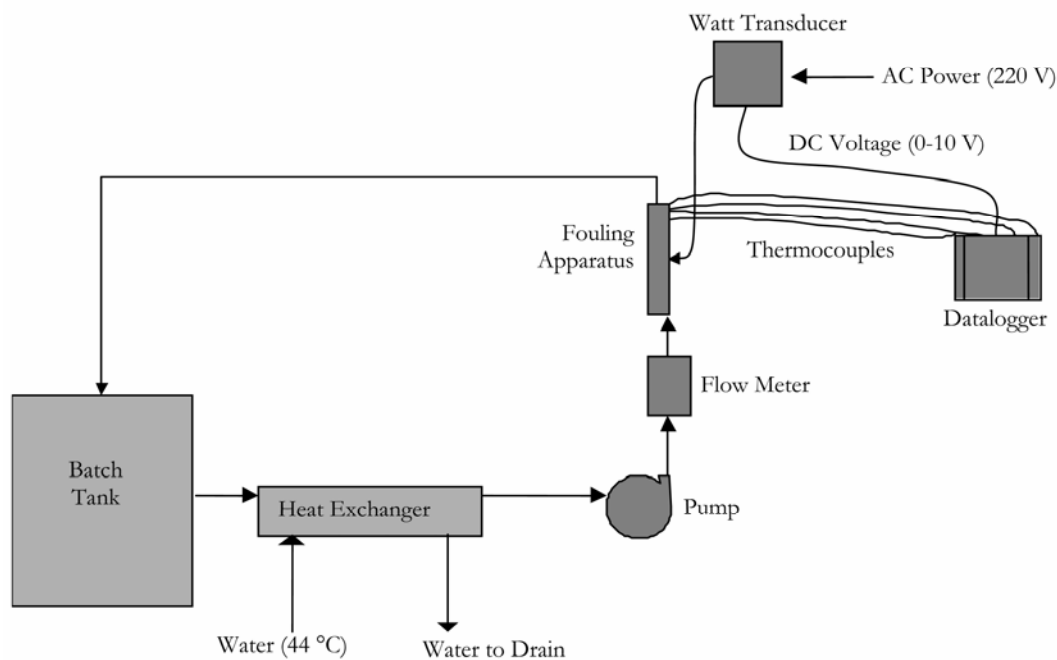 Watt Transducer
AC Power (220 V)
DC Voltage (0-10 V)
Fouling
Apparatus
Thermocouples
Datalogger
Flow Meter
Batch
Tank
Heat Exchanger
Pump
Water (44 °C)
Water to Drain